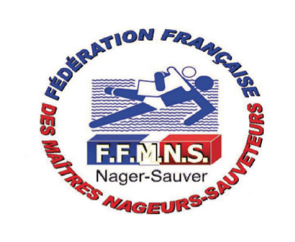 FÉDÉRATION FRANÇAISE
DES MAÎTRES NAGEURS-SAUVETEURS
F.F.M.N.S.
Nager-Sauver